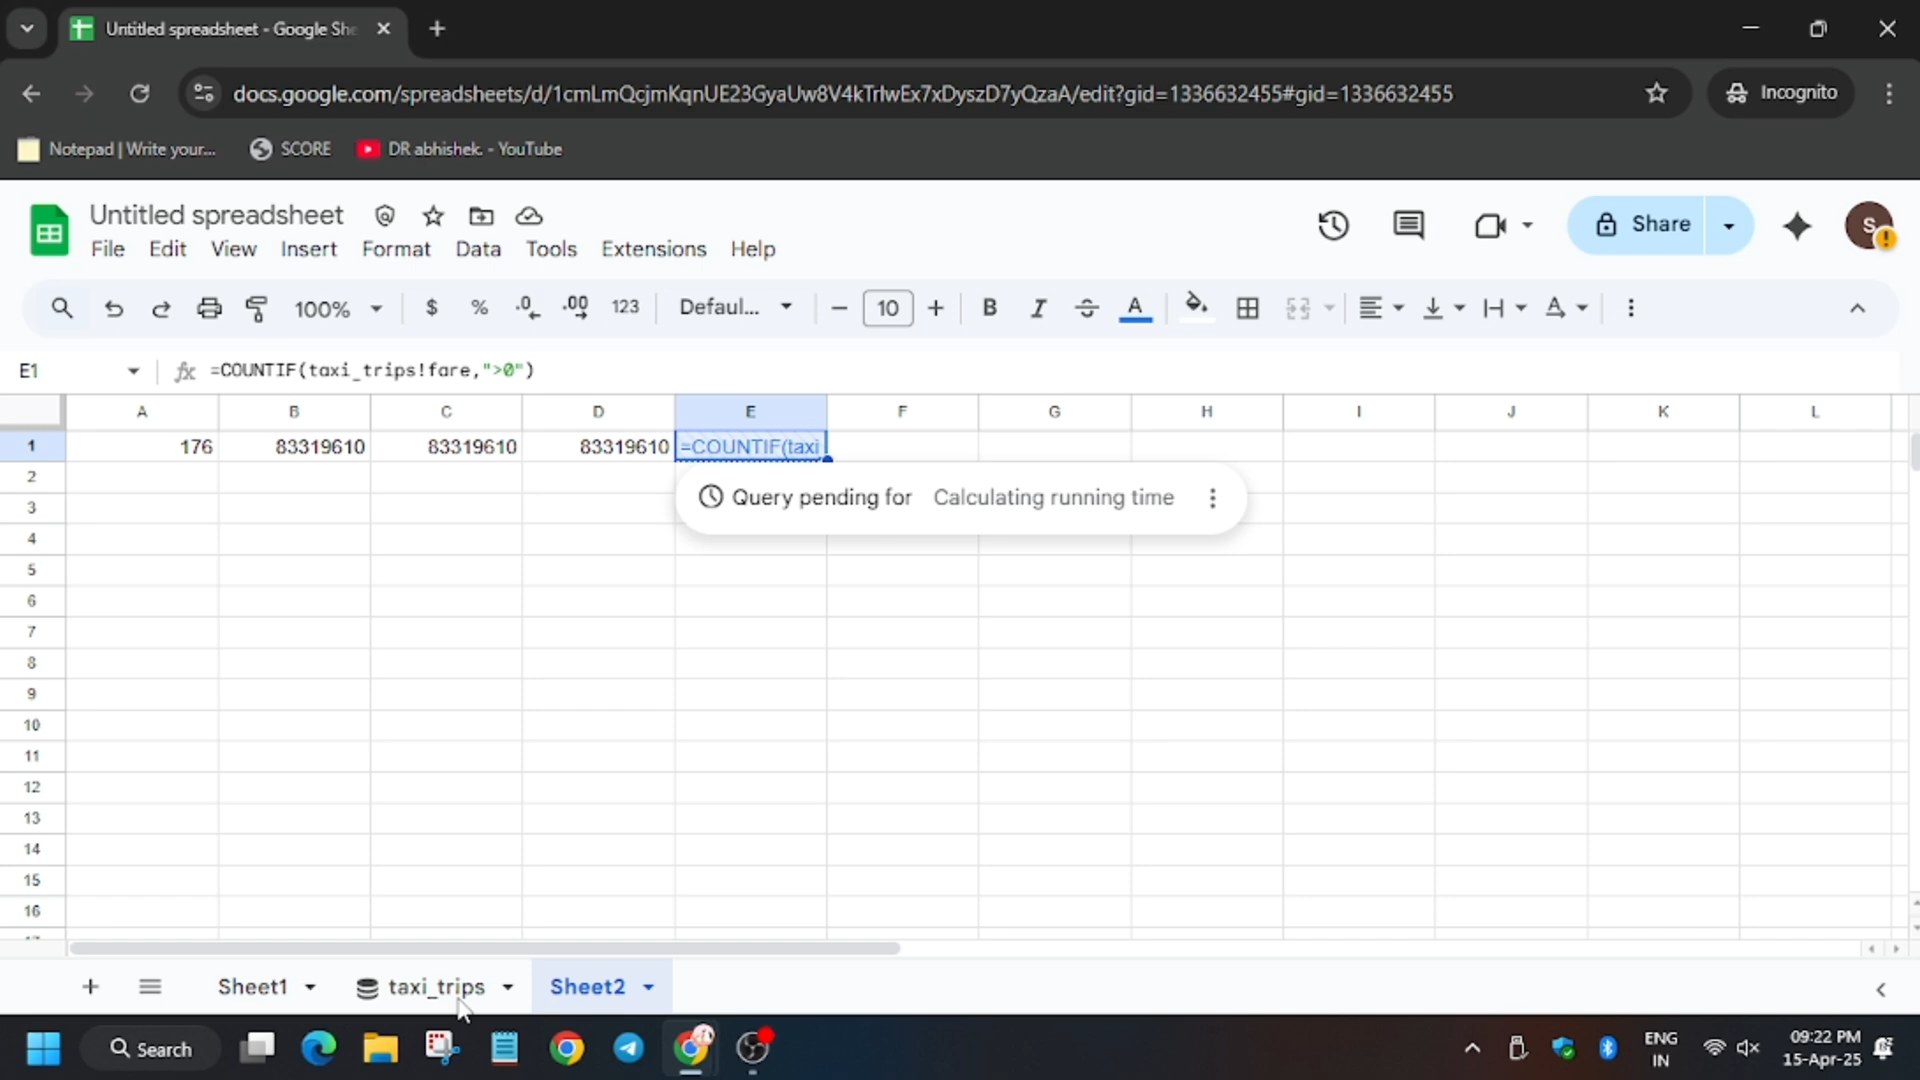 Untitled spreadsheet - Google She
docs.google.com/spreadsheets/d/1cmLmQcjmKqnUE23GyaUw8V4kTrIwEx7xDyszD7yQzaA/edit?gid=1336632455#gid=1336632455
Incognito
Notepad | Write your...
SCORE
DR abhishek. - YouTube
Untitled spreadsheet
File Edit View Insert Format Data Tools Extensions Help
Share
S
100% $ % .0 .00 123 Defaul... 10 B I A
E1 fx =COUNTIF(taxi_trips!fare,">0")
A B C D E F G H I J K L
1 176 83319610 83319610 83319610 =COUNTIF(taxi
2
Query pending for Calculating running time
3
4
5
6
7
8
9
10
11
12
13
14
15
16
Sheet1 taxi_trips Sheet2
Search
ENG
IN
09:22 PM
15-Apr-25